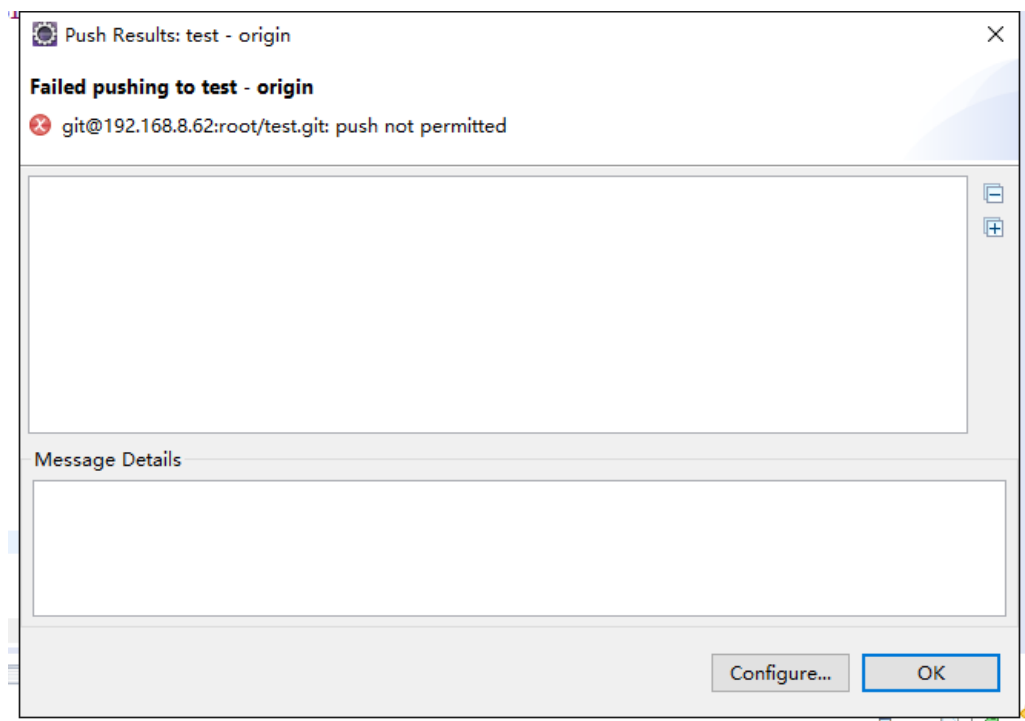 Push Results: test - origin
Failed pushing to test - origin
git@192.168.8.62:root/test.git: push not permitted
Message Details
Configure...
OK